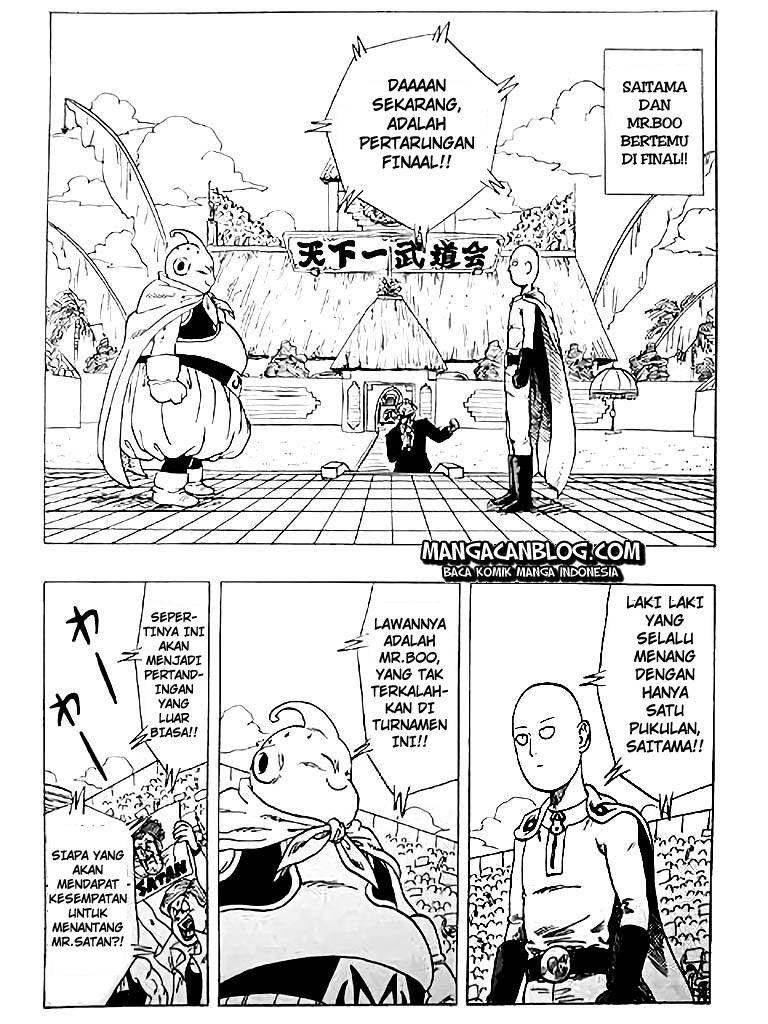 SAITAMA
DAN
MR.BOO
BERTEMU
DI FINAL!!
DAAAAN
SEKARANG,
ADALAH
PERTARUNGAN
FINAAL!!
天下一武道会
MANGACANBLOG.COM
BACA KOMIK MANGA INDONESIA
LAKI LAKI
YANG
SELALU
MENANG
DENGAN
HANYA
SATU
PUKULAN,
SAITAMA!!
LAWANNYA
ADALAH
MR.BOO,
YANG TAK
TERKALAH-
KAN DI
TURNAMEN
INI!!
SEPER-
TINYA INI
AKAN
MENJADI
PERTAND-
INGAN
YANG
LUAR
BIASA!!
わー
わー
SATAN
SIAPA YANG
AKAN
MENDAPAT
KESEMPATAN
UNTUK
MENANTANG
MR.SATAN?!
M